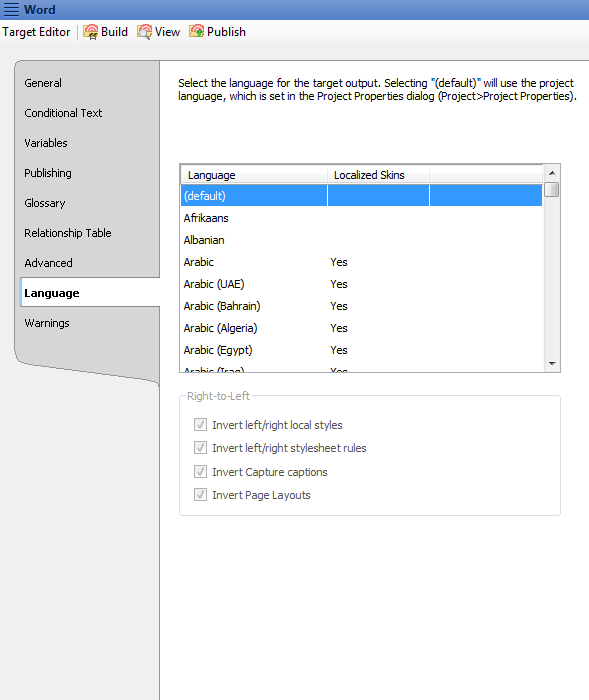 Word
Target Editor Build View Publish
General
Conditional Text
Variables
Publishing
Glossary
Relationship Table
Advanced
Language
Warnings
Select the language for the target output. Selecting "(default)" will use the project
language, which is set in the Project Properties dialog (Project>Project Properties).
Language Localized Skins
(default)
Afrikaans
Albanian
Arabic Yes
Arabic (UAE) Yes
Arabic (Bahrain) Yes
Arabic (Algeria) Yes
Arabic (Egypt) Yes
Arabic (Iraq) Yes
Right-to-Left
Invert left/right local styles
Invert left/right stylesheet rules
Invert Capture captions
Invert Page Layouts